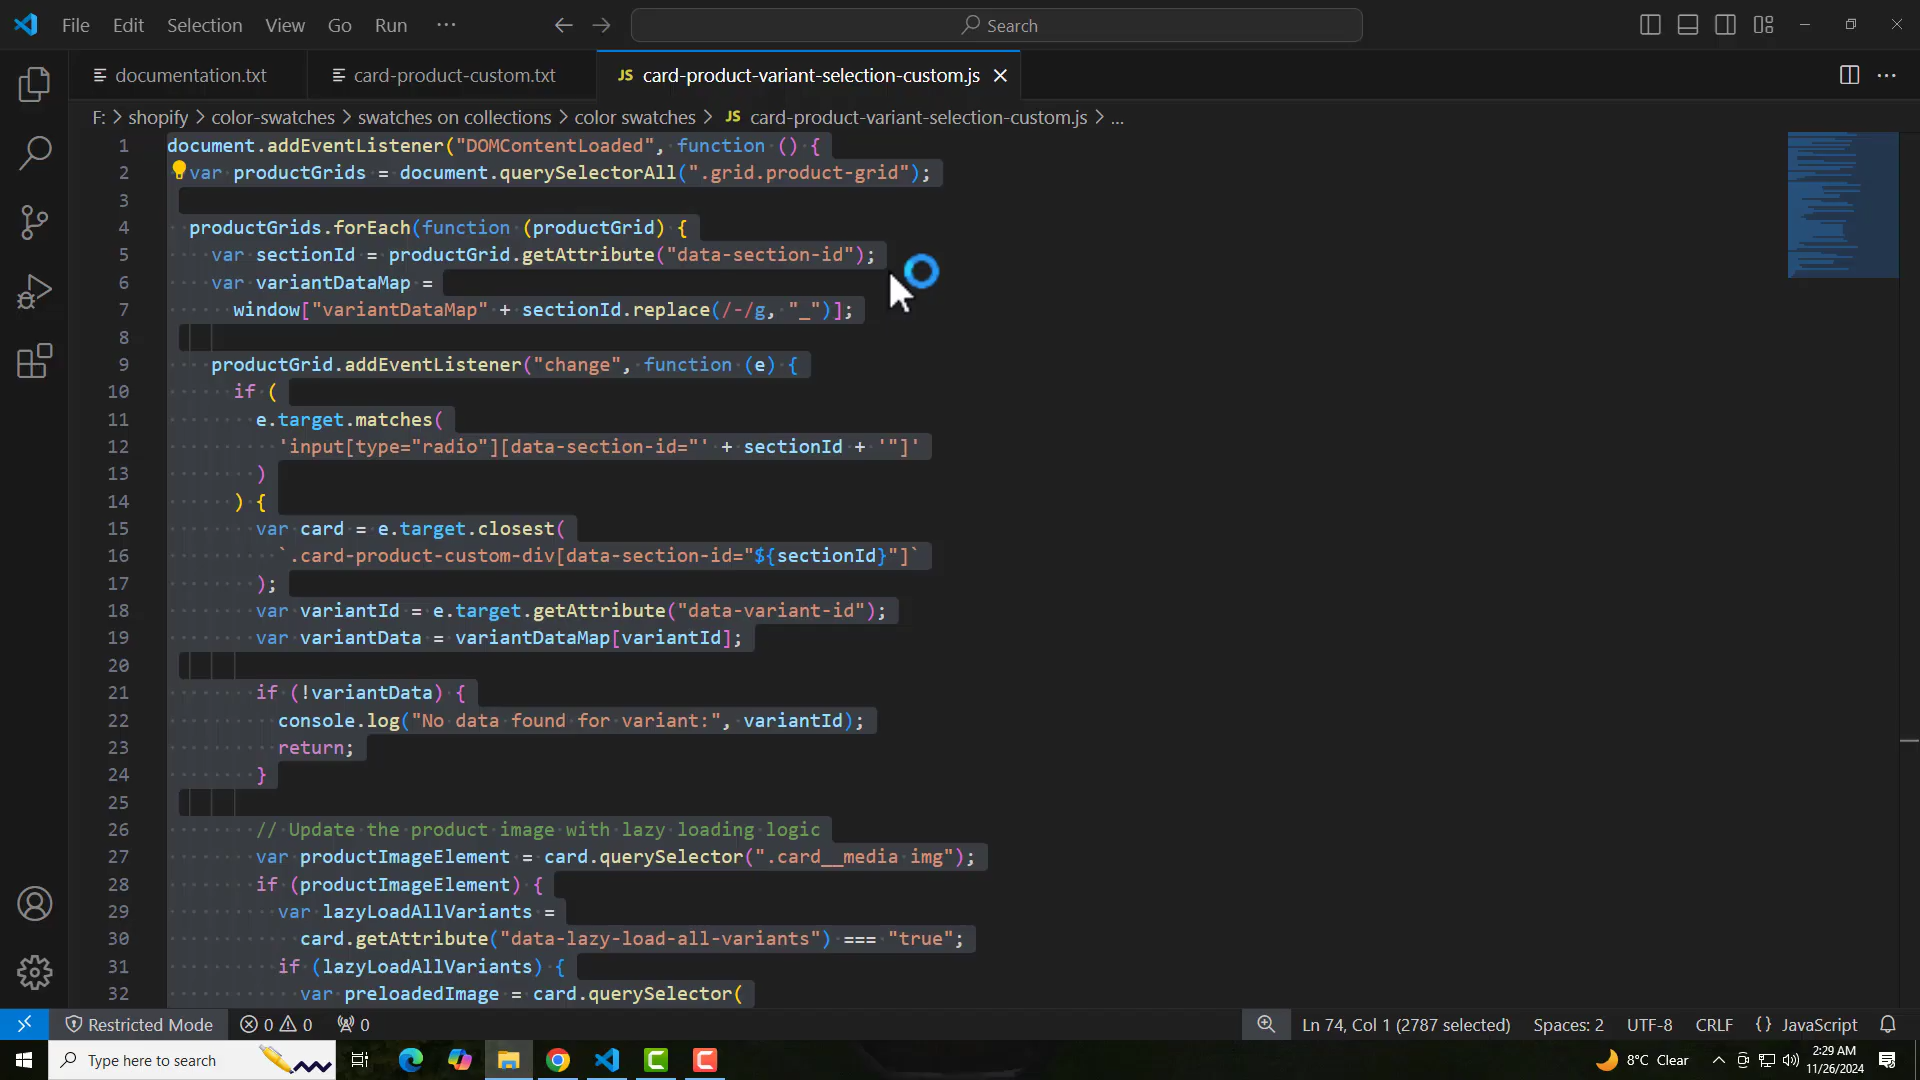 File Edit Selection View Go Run ··· Search
documentation.txt card-product-custom.txt JS card-product-variant-selection-custom.js
F: > shopify > color-swatches > swatches on collections > color swatches > JS card-product-variant-selection-custom.js > ...
1 document.addEventListener("DOMContentLoaded", function () {
2 var productGrids = document.querySelectorAll(".grid.product-grid");
3
4 productGrids.forEach(function (productGrid) {
5 var sectionId = productGrid.getAttribute("data-section-id");
6 var variantDataMap =
7 window["variantDataMap" + sectionId.replace(/-/g, "_")];
8
9 productGrid.addEventListener("change", function (e) {
10 if (
11 e.target.matches(
12 'input[type="radio"][data-section-id="' + sectionId + '"]'
13 )
14 ) {
15 var card = e.target.closest(
16 `.card-product-custom-div[data-section-id="${sectionId}"]`
17 );
18 var variantId = e.target.getAttribute("data-variant-id");
19 var variantData = variantDataMap[variantId];
20
21 if (!variantData) {
22 console.log("No data found for variant:", variantId);
23 return;
24 }
25
26 // Update the product image with lazy loading logic
27 var productImageElement = card.querySelector(".card__media img");
28 if (productImageElement) {
29 var lazyLoadAllVariants =
30 card.getAttribute("data-lazy-load-all-variants") === "true";
31 if (lazyLoadAllVariants) {
32 var preloadedImage = card.querySelector(
Restricted Mode 0 0 0 Ln 74, Col 1 (2787 selected) Spaces: 2 UTF-8 CRLF {} JavaScript
Type here to search 8°C Clear 2:29 AM
11/26/2024